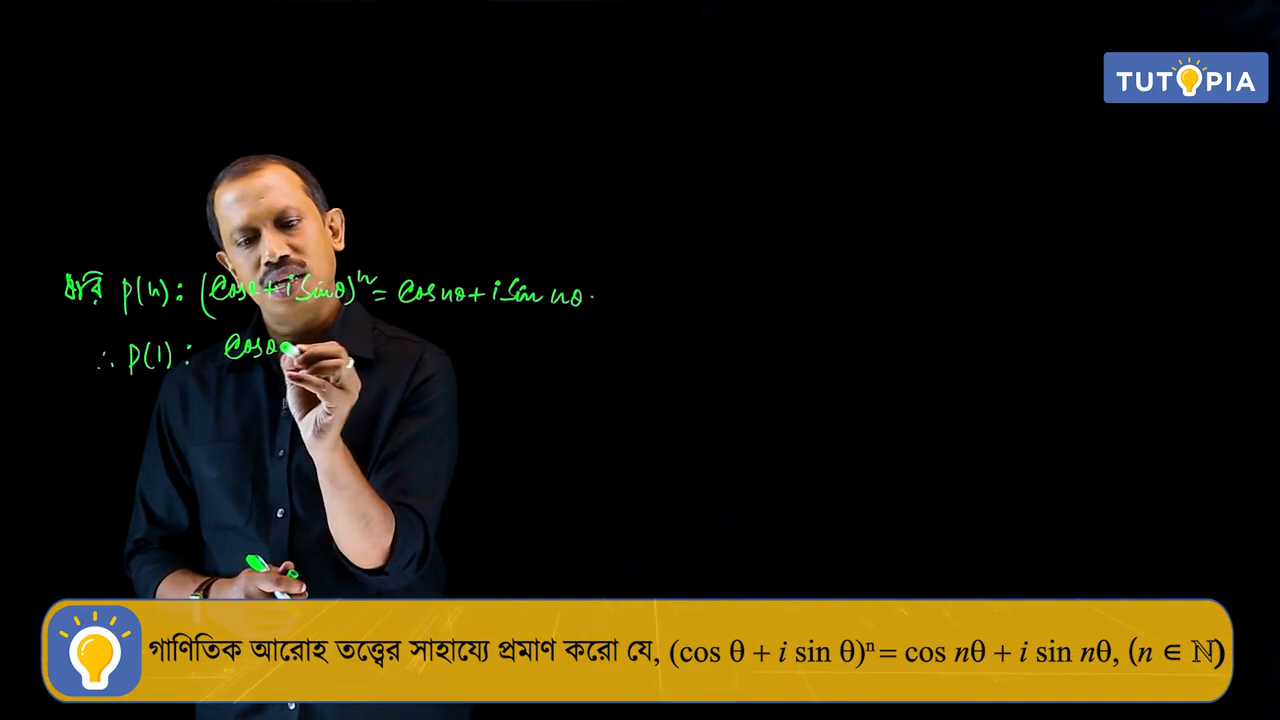 TUTOPIA
ধরি P(n): (Cosθ + i Sinθ)ⁿ = Cos nθ + i Sin nθ.
∴ P(1): Cosθ
গাণিতিক আরোহ তত্ত্বের সাহায্যে প্রমাণ করো যে, (cos θ + i sin θ)ⁿ = cos nθ + i sin nθ, (n ∈ ℕ)